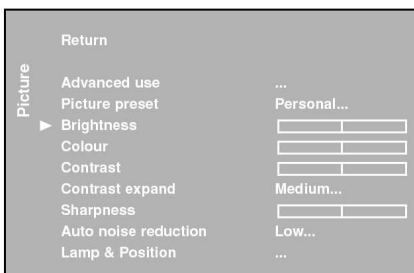 Picture
Return
Advanced use ...
Picture preset Personal...
Brightness
Colour
Contrast
Contrast expand Medium...
Sharpness
Auto noise reduction Low...
Lamp & Position ...